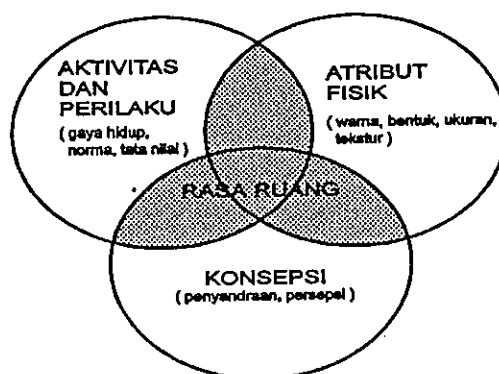 AKTIVITAS
DAN
PERILAKU
( gaya hidup,
norma, tata nilai )
ATRIBUT
FISIK
( warna, bentuk, ukuran,
tekstur )
RASA RUANG
KONSEPSI
( penyandraan, persepsi )